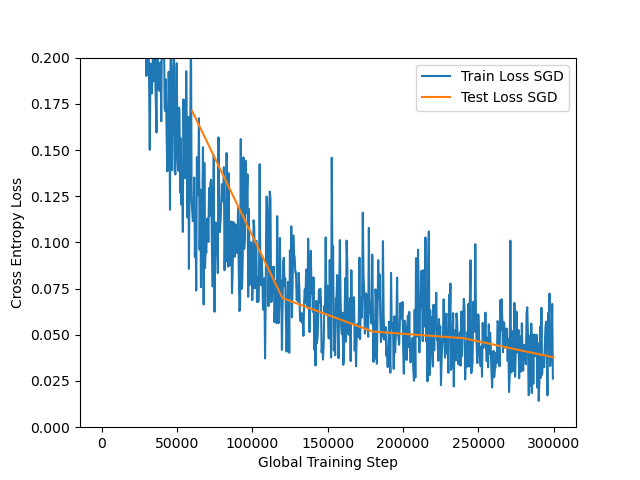 0.200
0.175
0.150
0.125
0.100
0.075
0.050
0.025
0.000
Cross Entropy Loss
Train Loss SGD
Test Loss SGD
0 50000 100000 150000 200000 250000 300000
Global Training Step